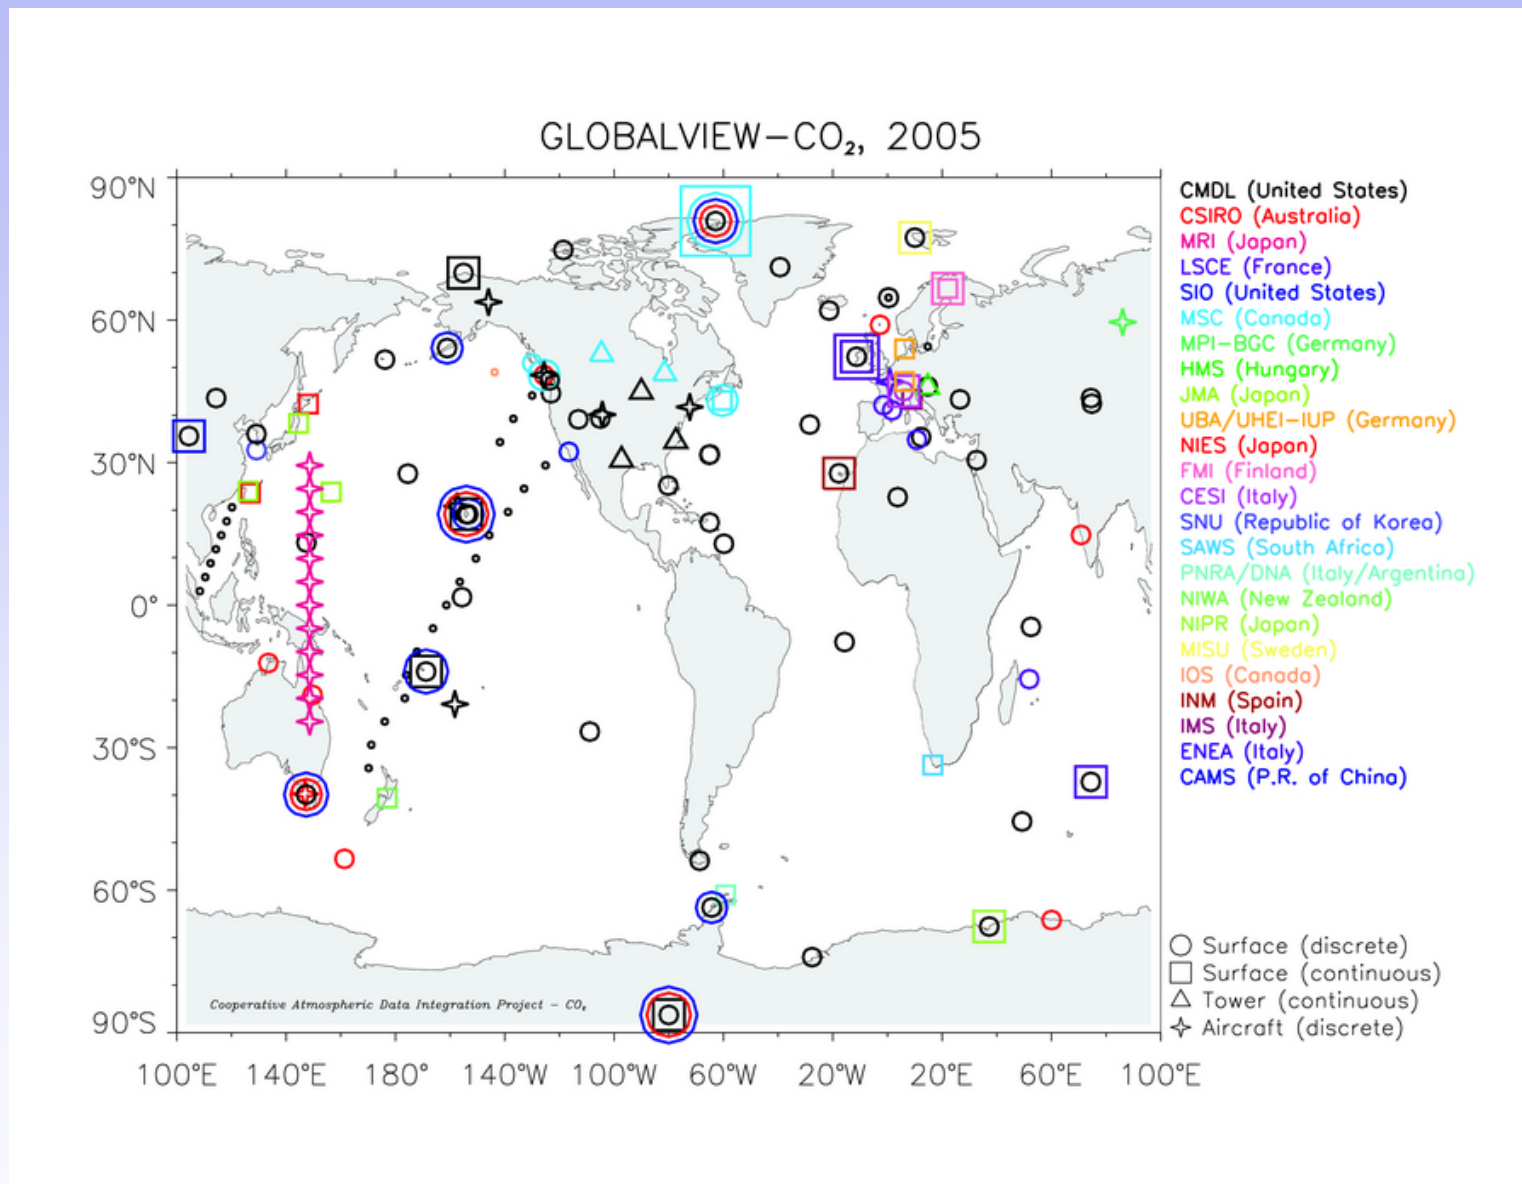 GLOBALVIEW-CO₂, 2005
90°N
60°N
30°N
0°
30°S
60°S
90°S
100°E 140°E 180° 140°W 100°W 60°W 20°W 20°E 60°E 100°E
Cooperative Atmospheric Data Integration Project - CO₂
CMDL (United States)
CSIRO (Australia)
MRI (Japan)
LSCE (France)
SIO (United States)
MSC (Canada)
MPI-BGC (Germany)
HMS (Hungary)
JMA (Japan)
UBA/UHEI-IUP (Germany)
NIES (Japan)
FMI (Finland)
CESI (Italy)
SNU (Republic of Korea)
SAWS (South Africa)
PNRA/DNA (Italy/Argentina)
NIWA (New Zealand)
NIPR (Japan)
MISU (Sweden)
IOS (Canada)
INM (Spain)
IMS (Italy)
ENEA (Italy)
CAMS (P.R. of China)
Surface (discrete)
Surface (continuous)
Tower (continuous)
Aircraft (discrete)